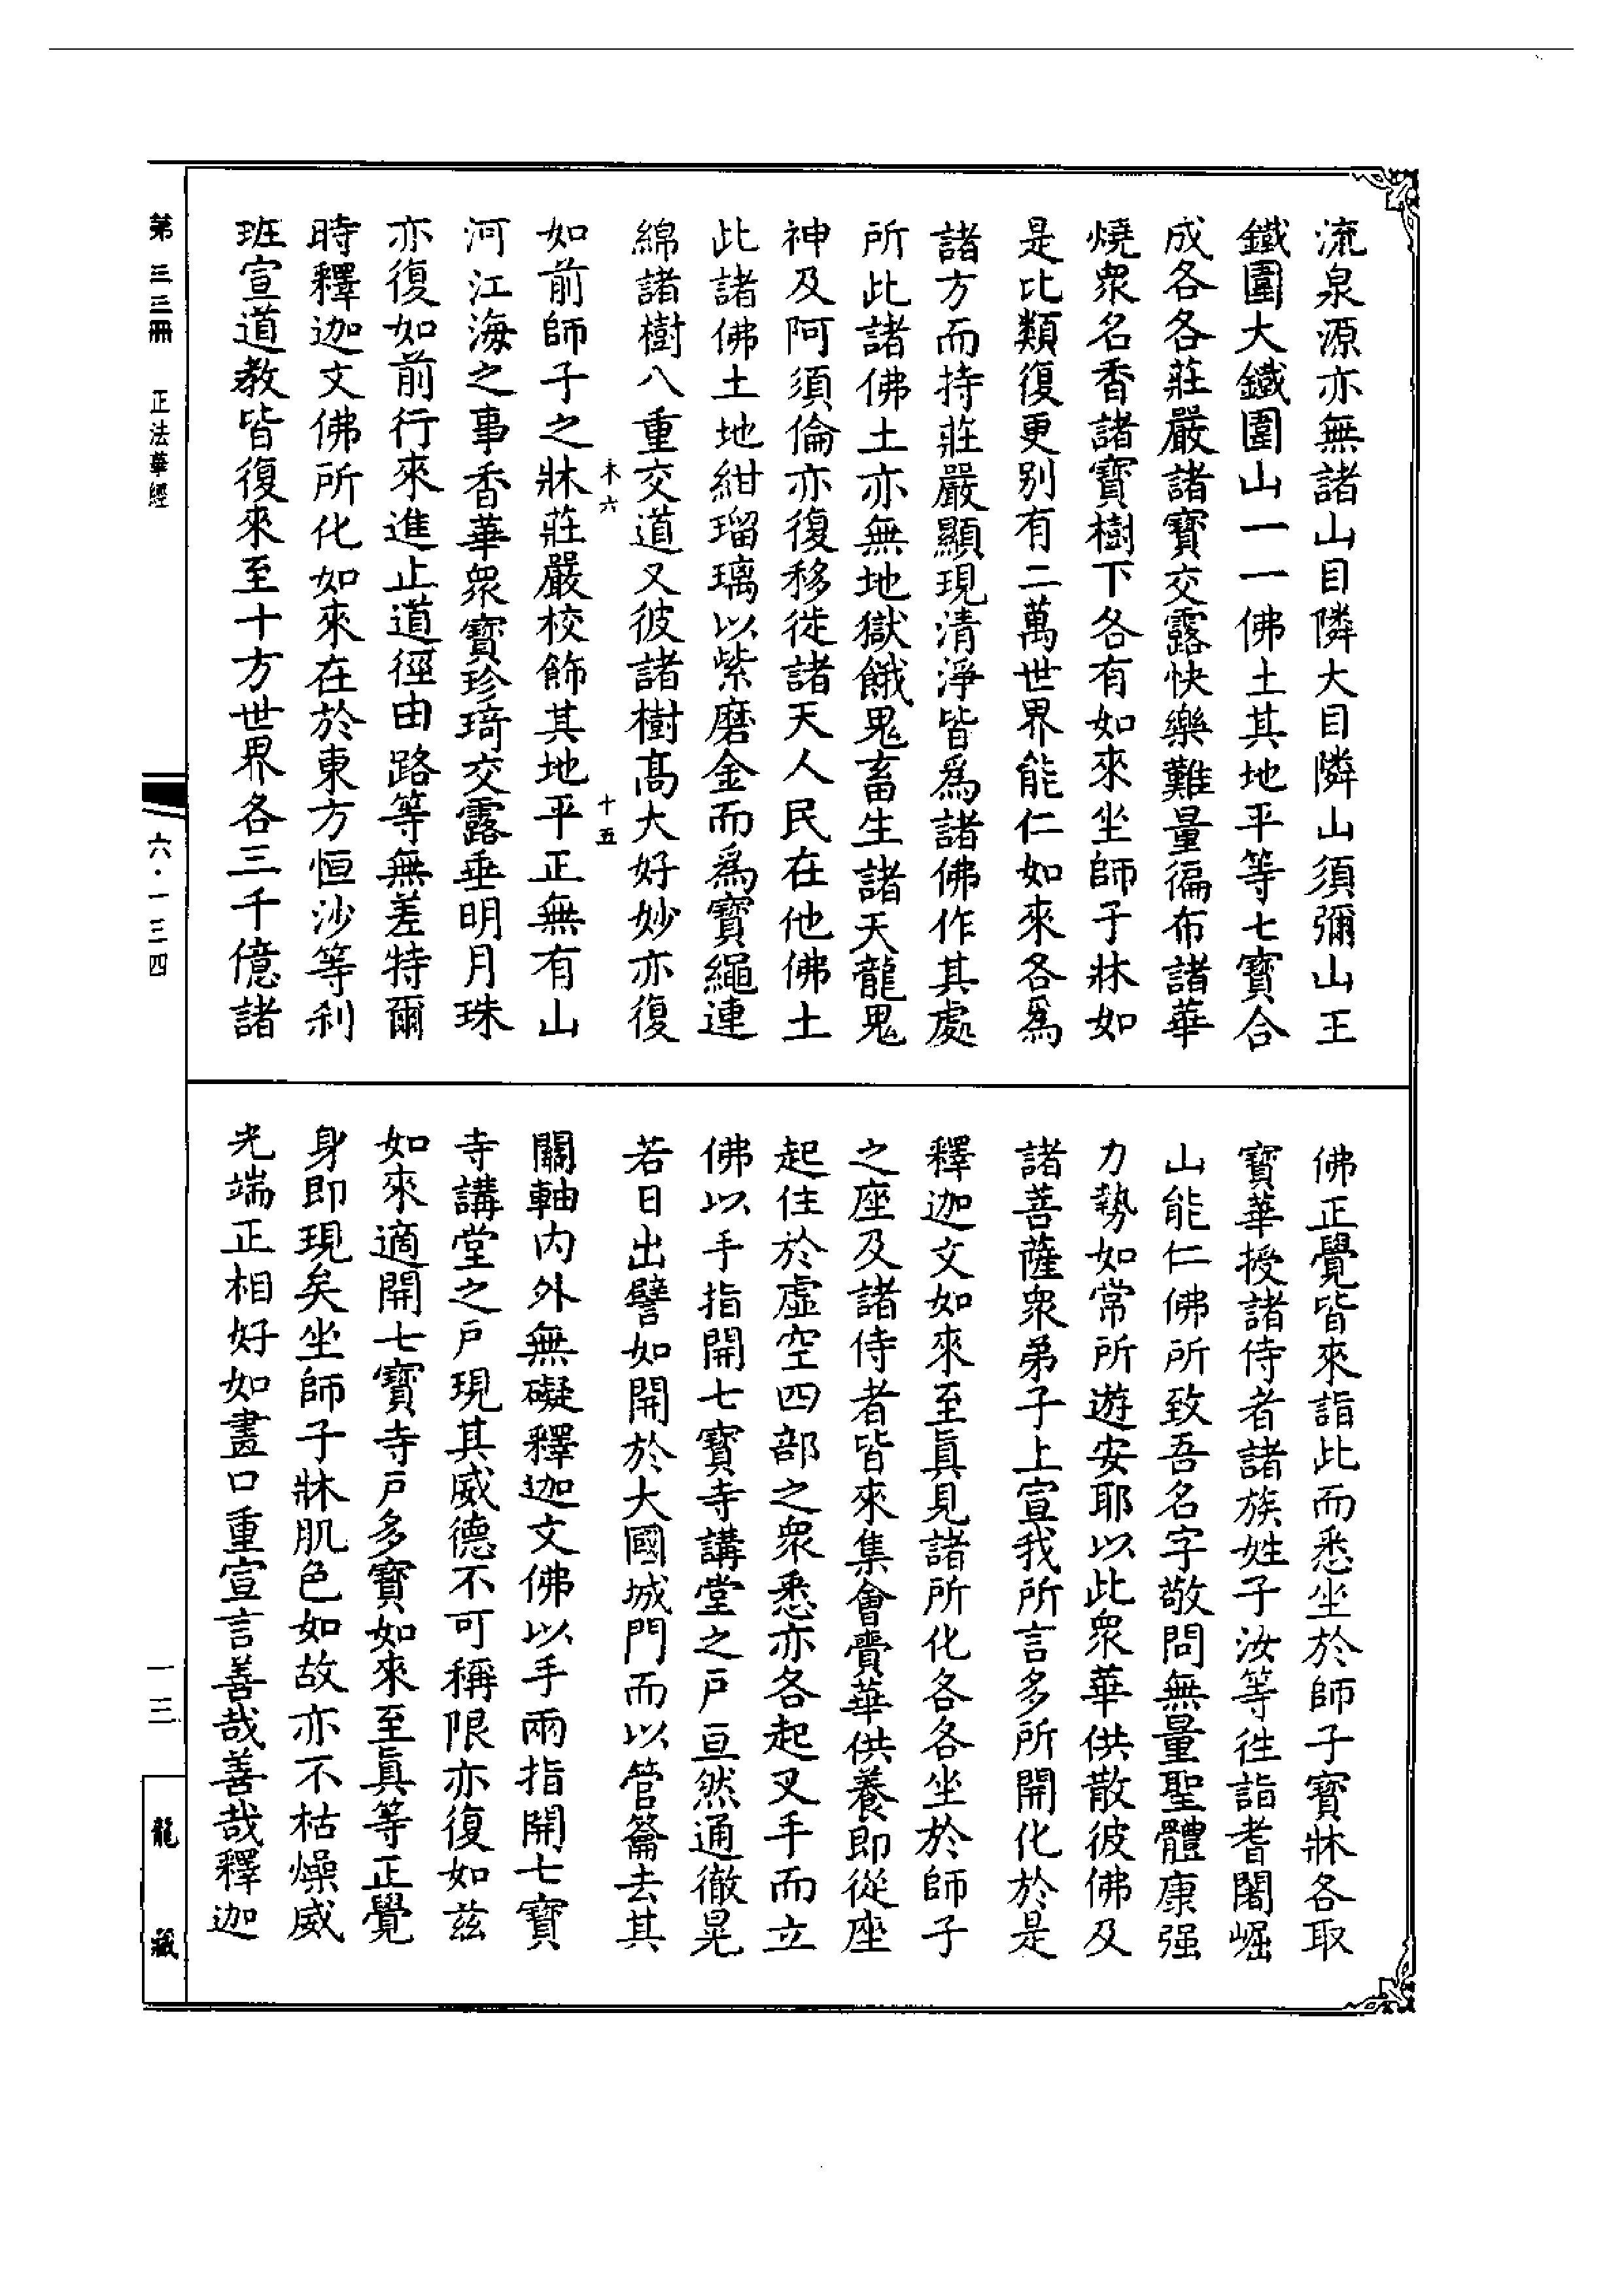 流泉源亦無諸山目隣大目隣山須彌山王
鐵圍大鐵圍山一一佛土其地平等七寶合
成各各莊嚴諸寶交露快樂難量徧布諸華
燒衆名香諸寶樹下各有如來坐師子牀如
是比類復更別有二萬世界能仁如來各爲
諸方而持莊嚴顯現清淨皆爲諸佛作其處
所此諸佛土亦無地獄餓鬼畜生諸天龍鬼
神及阿須倫亦復移徙諸天人民在他佛土
此諸佛土地紺瑠璃以紫磨金而爲寶繩連
綿諸樹八重交道又彼諸樹高大好妙亦復
木六 十五
如前師子之牀莊嚴校飾其地平正無有山
河江海之事香華衆寶珍琦交露垂明月珠
亦復如前行來進止道徑由路等無差特爾
時釋迦文佛所化如來在於東方恒沙等刹
班宣道教皆復來至十方世界各三千億諸
佛正覺皆來詣此而悉坐於師子寶牀各取
寶華授諸侍者諸族姓子汝等往詣耆闍崛
山能仁佛所致吾名字敬問無量聖體康强
力勢如常所遊安耶以此衆華供散彼佛及
諸菩薩衆弟子上宣我所言多所開化於是
釋迦文如來至眞見諸所化各各坐於師子
之座及諸侍者皆來集會賷華供養即從座
起住於虛空四部之衆悉亦各起叉手而立
佛以手指開七寶寺講堂之戶亘然通徹晃
若日出譬如開於大國城門而以管籥去其
關軸內外無礙釋迦文佛以手兩指開七寶
寺講堂之戶現其威德不可稱限亦復如茲
如來適開七寶寺戶多寶如來至眞等正覺
身即現矣坐師子牀肌色如故亦不枯燥威
光端正相好如畫口重宣言善哉善哉釋迦
第三三冊 正法華經
六・一三四
一三
龍藏